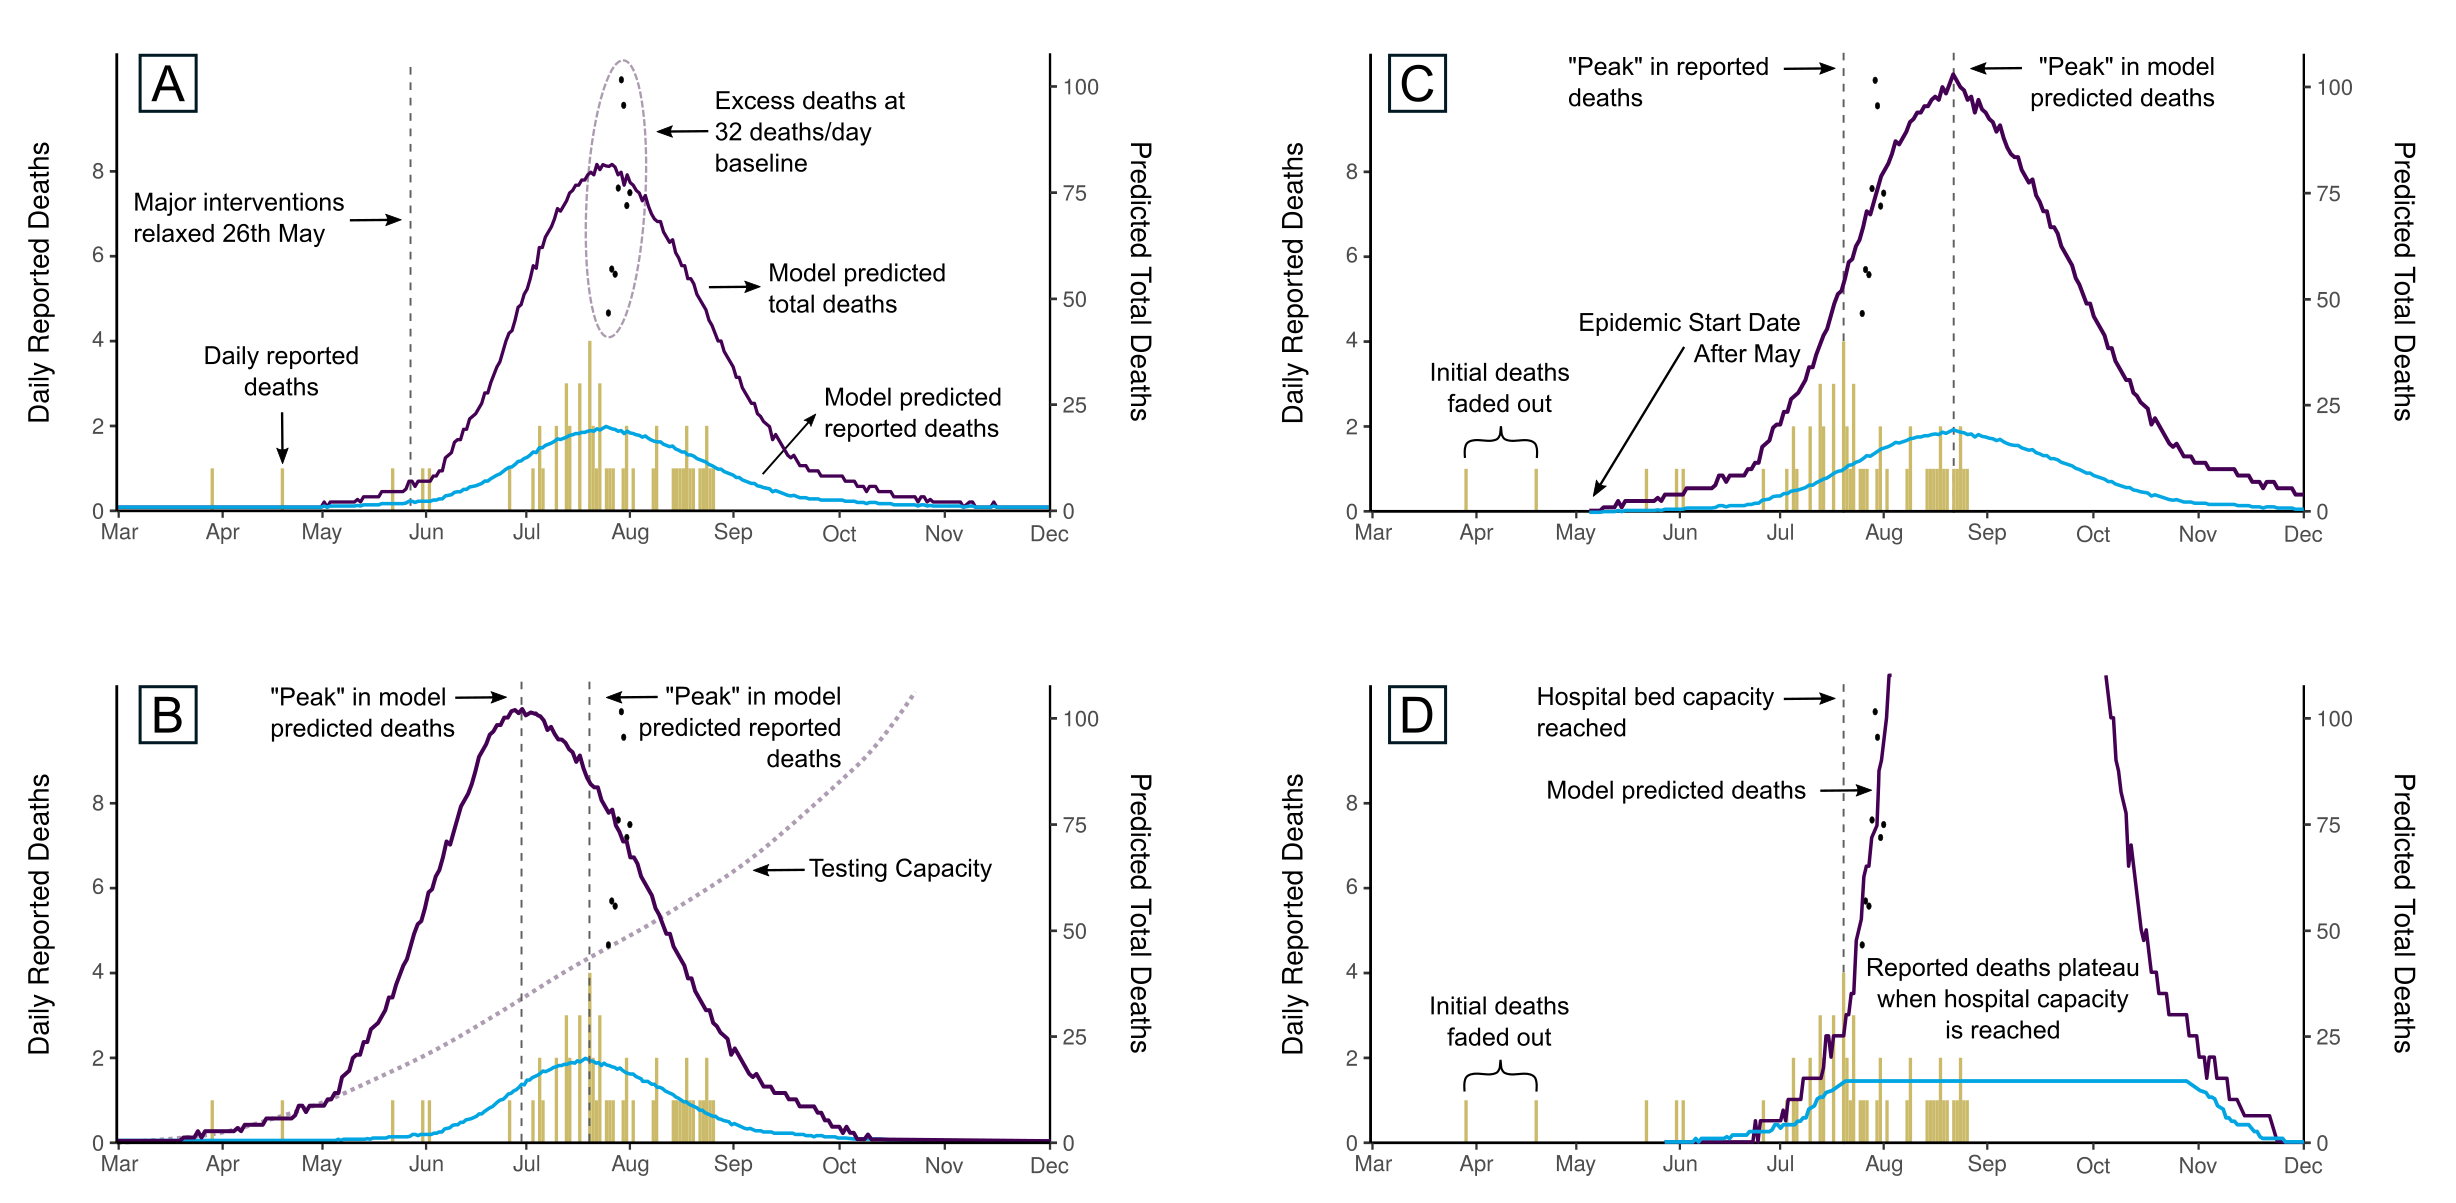 A
Excess deaths at
32 deaths/day
baseline
Major interventions
relaxed 26th May
Model predicted
total deaths
Daily reported
deaths
Model predicted
reported deaths
Daily Reported Deaths
0
2
4
6
8
Predicted Total Deaths
0
25
50
75
100
Mar Apr May Jun Jul Aug Sep Oct Nov Dec
C
"Peak" in reported
deaths
"Peak" in model
predicted deaths
Epidemic Start Date
After May
Initial deaths
faded out
Daily Reported Deaths
0
2
4
6
8
Predicted Total Deaths
0
25
50
75
100
Mar Apr May Jun Jul Aug Sep Oct Nov Dec
B
"Peak" in model
predicted deaths
"Peak" in model
predicted reported
deaths
Testing Capacity
Daily Reported Deaths
0
2
4
6
8
Predicted Total Deaths
0
25
50
75
100
Mar Apr May Jun Jul Aug Sep Oct Nov Dec
D
Hospital bed capacity
reached
Model predicted deaths
Reported deaths plateau
when hospital capacity
is reached
Initial deaths
faded out
Daily Reported Deaths
0
2
4
6
8
Predicted Total Deaths
0
25
50
75
100
Mar Apr May Jun Jul Aug Sep Oct Nov Dec